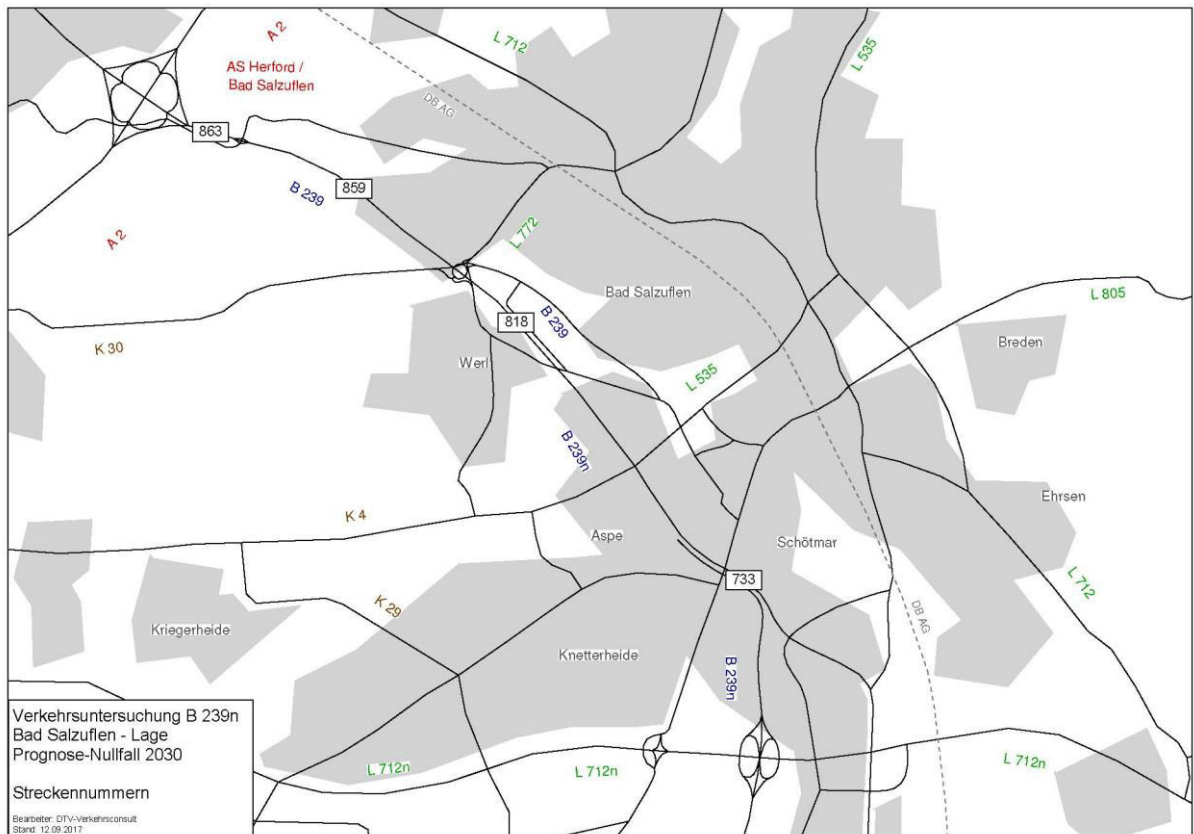 A 2
L 712
L 535
AS Herford /
Bad Salzuflen
DB AG
863
859
B 239
L 772
A 2
Bad Salzuflen
L 805
818
B 239
K 30
Breden
Werl
L 535
B 239n
Ehrsen
K 4
Aspe
Schötmar
733
L 712
K 29
DB AG
Kriegerheide
Knetterheide
B 239n
Verkehrsuntersuchung B 239n
Bad Salzuflen - Lage
Prognose-Nullfall 2030
L 712n
L 712n
L 712n
Streckennummern
Bearbeiter: DTV-Verkehrsconsult
Stand: 12.09.2017